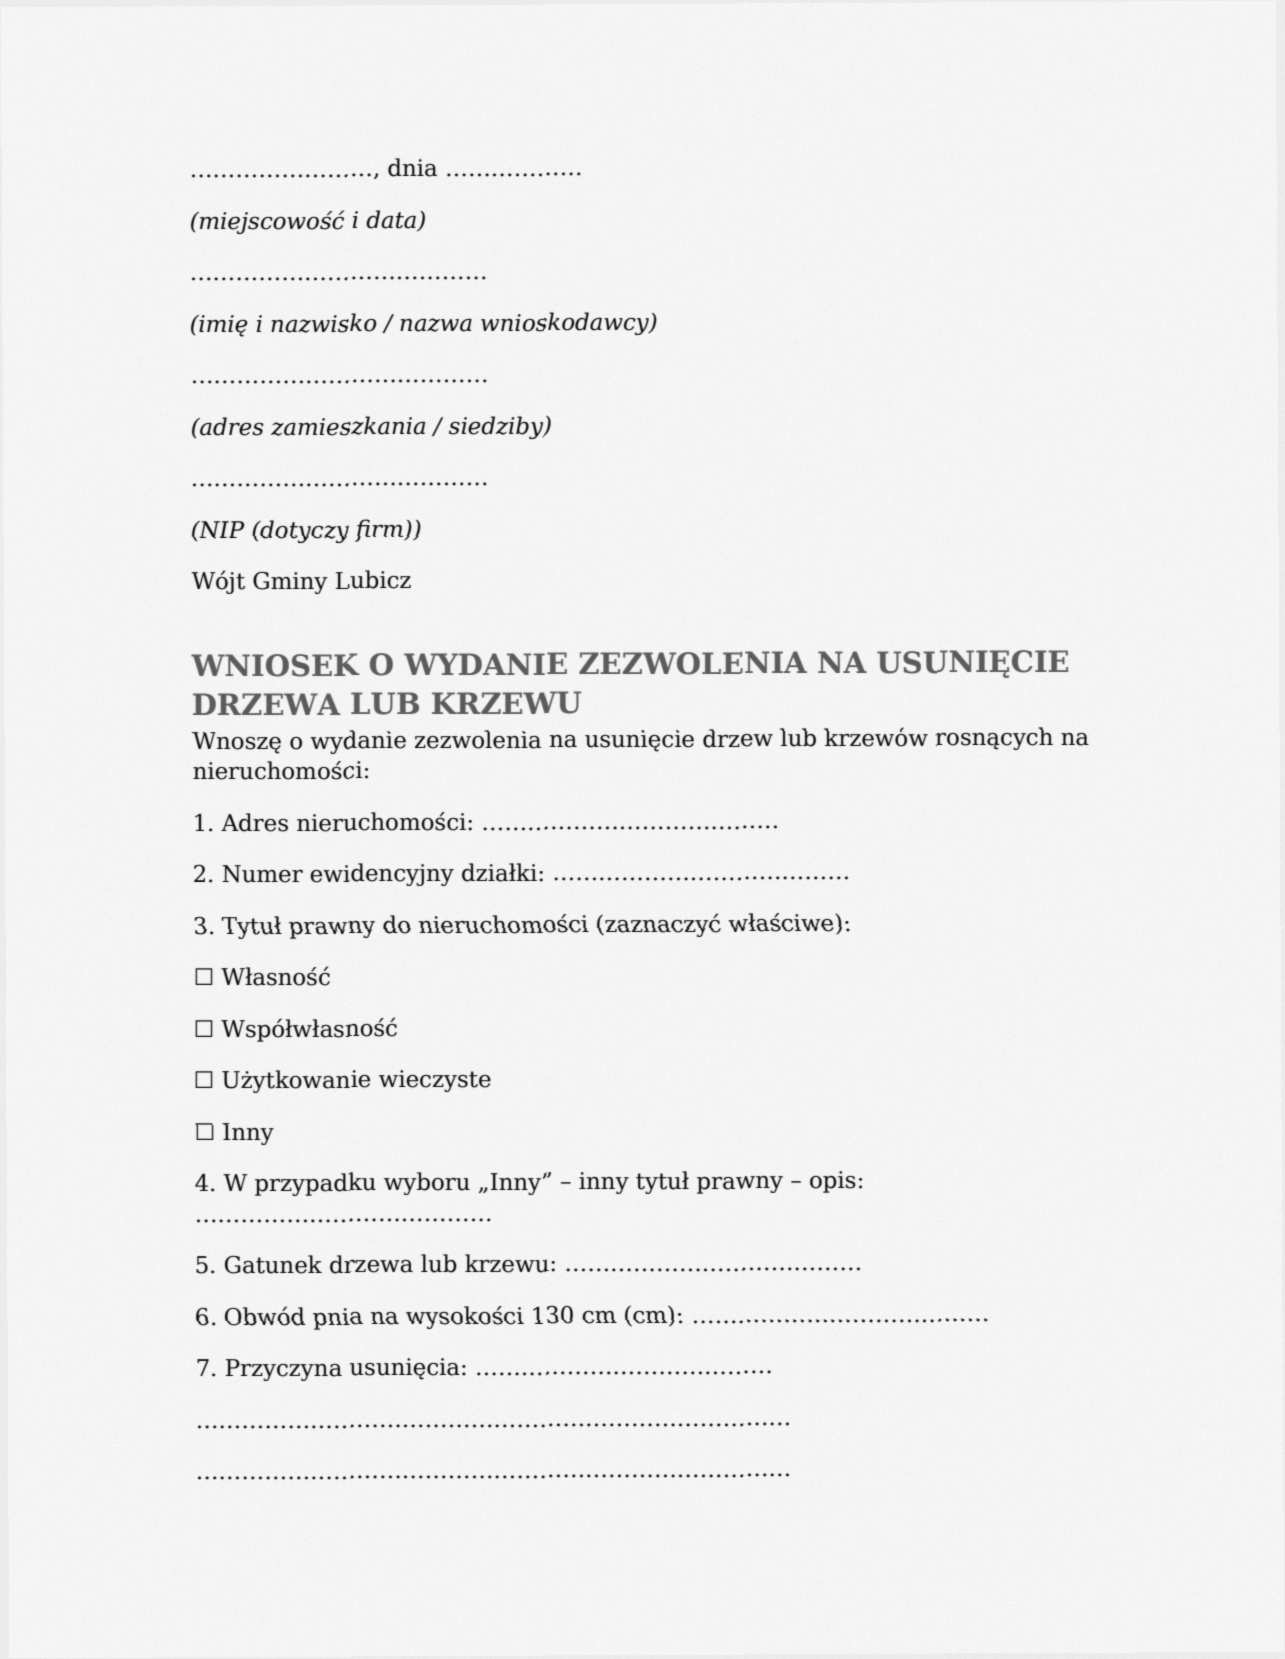 ........................, dnia ..................
(miejscowość i data)
.......................................
(imię i nazwisko / nazwa wnioskodawcy)
.......................................
(adres zamieszkania / siedziby)
.......................................
(NIP (dotyczy firm))
Wójt Gminy Lubicz
WNIOSEK O WYDANIE ZEZWOLENIA NA USUNIĘCIE
DRZEWA LUB KRZEWU
Wnoszę o wydanie zezwolenia na usunięcie drzew lub krzewów rosnących na
nieruchomości:
1. Adres nieruchomości: .......................................
2. Numer ewidencyjny działki: .......................................
3. Tytuł prawny do nieruchomości (zaznaczyć właściwe):
☐ Własność
☐ Współwłasność
☐ Użytkowanie wieczyste
☐ Inny
4. W przypadku wyboru „Inny” – inny tytuł prawny – opis:
.......................................
5. Gatunek drzewa lub krzewu: .......................................
6. Obwód pnia na wysokości 130 cm (cm): .......................................
7. Przyczyna usunięcia: .......................................
..............................................................................
..............................................................................